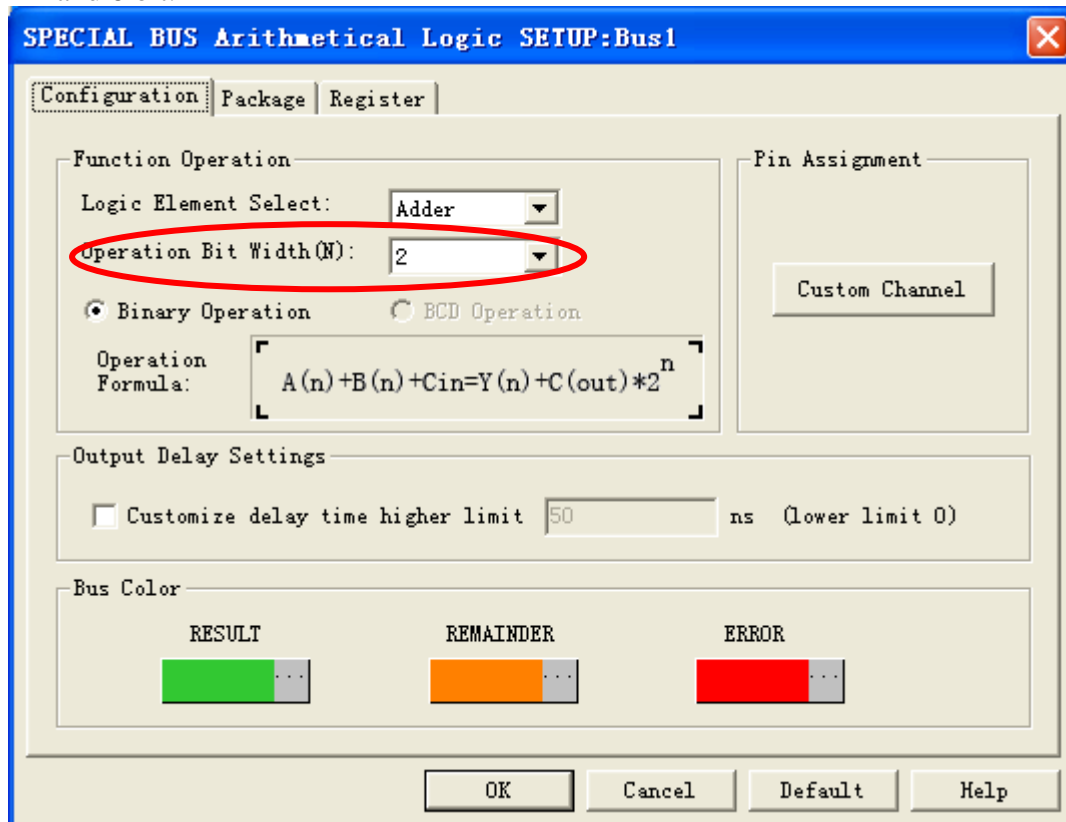 SPECIAL BUS Arithmetical Logic SETUP:Bus1
Configuration Package Register
Function Operation
Logic Element Select: Adder
Operation Bit Width(N): 2
Binary Operation BCD Operation
Operation Formula: A(n)+B(n)+Cin=Y(n)+C(out)*2^n
Pin Assignment
Custom Channel
Output Delay Settings
Customize delay time higher limit 50 ns (lower limit 0)
Bus Color
RESULT REMAINDER ERROR
... ... ...
OK Cancel Default Help